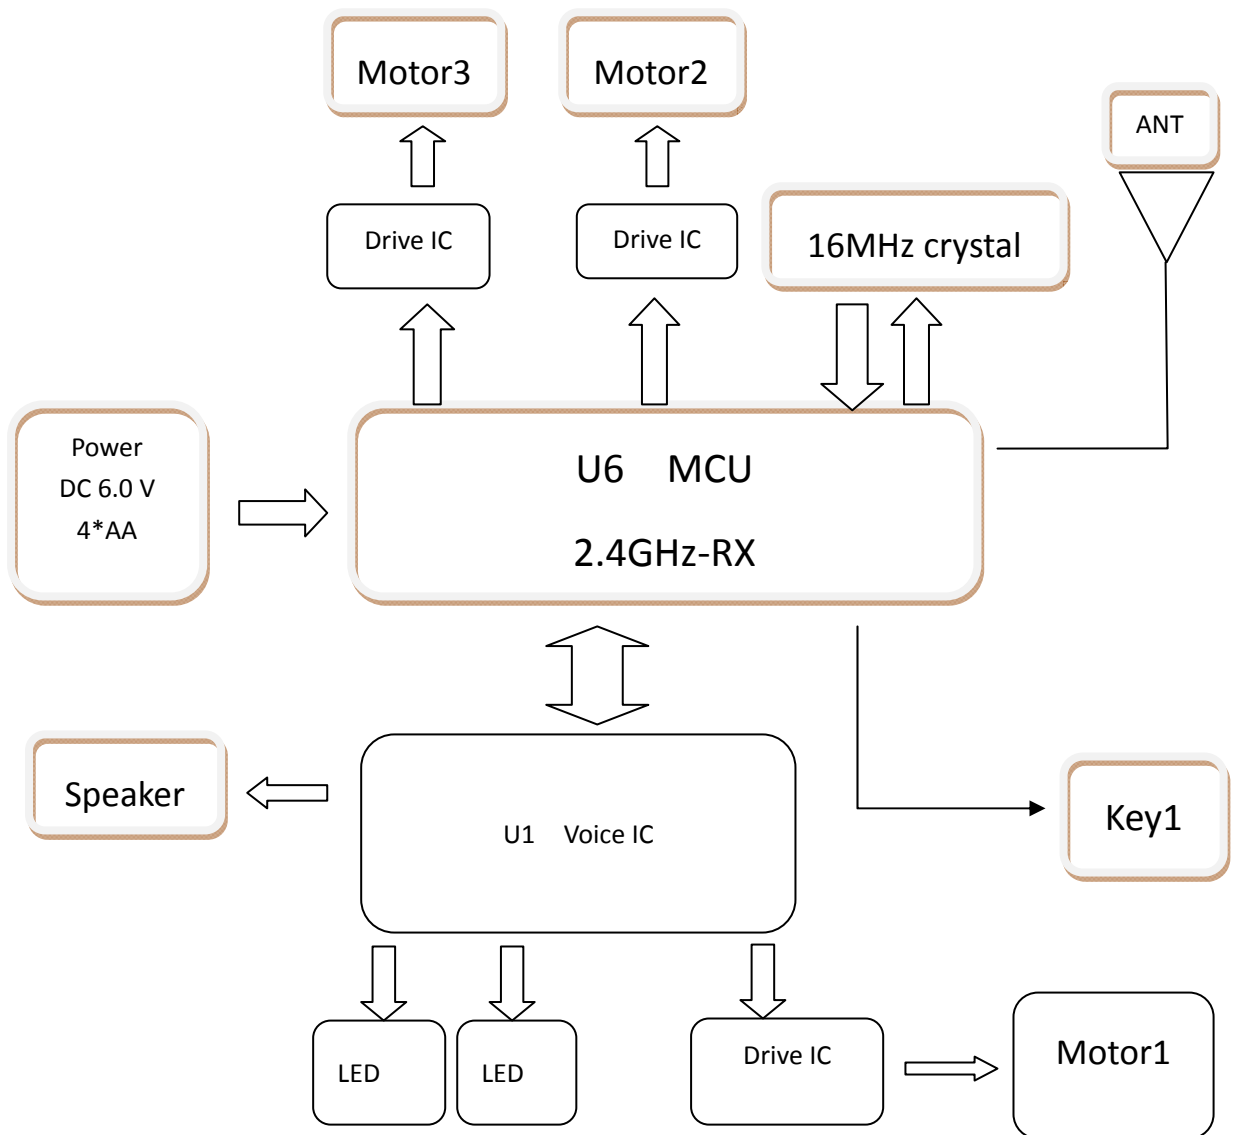 Motor3
Motor2
ANT
Drive IC
Drive IC
16MHz crystal
Power
DC 6.0 V
4*AA
U6 MCU
2.4GHz-RX
Speaker
U1 Voice IC
Key1
LED
LED
Drive IC
Motor1